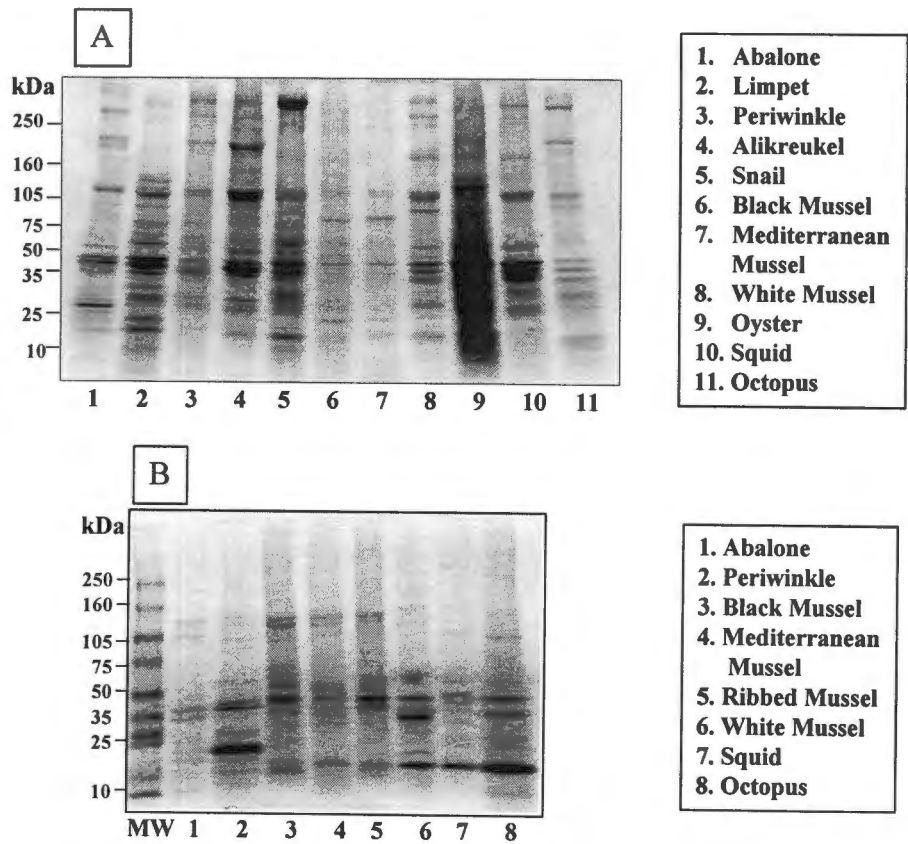 A
kDa
250
160
105
75
50
35
25
10
1 2 3 4 5 6 7 8 9 10 11
1. Abalone
2. Limpet
3. Periwinkle
4. Alikreukel
5. Snail
6. Black Mussel
7. Mediterranean
Mussel
8. White Mussel
9. Oyster
10. Squid
11. Octopus
B
kDa
250
160
105
75
50
35
25
10
MW 1 2 3 4 5 6 7 8
1. Abalone
2. Periwinkle
3. Black Mussel
4. Mediterranean
Mussel
5. Ribbed Mussel
6. White Mussel
7. Squid
8. Octopus